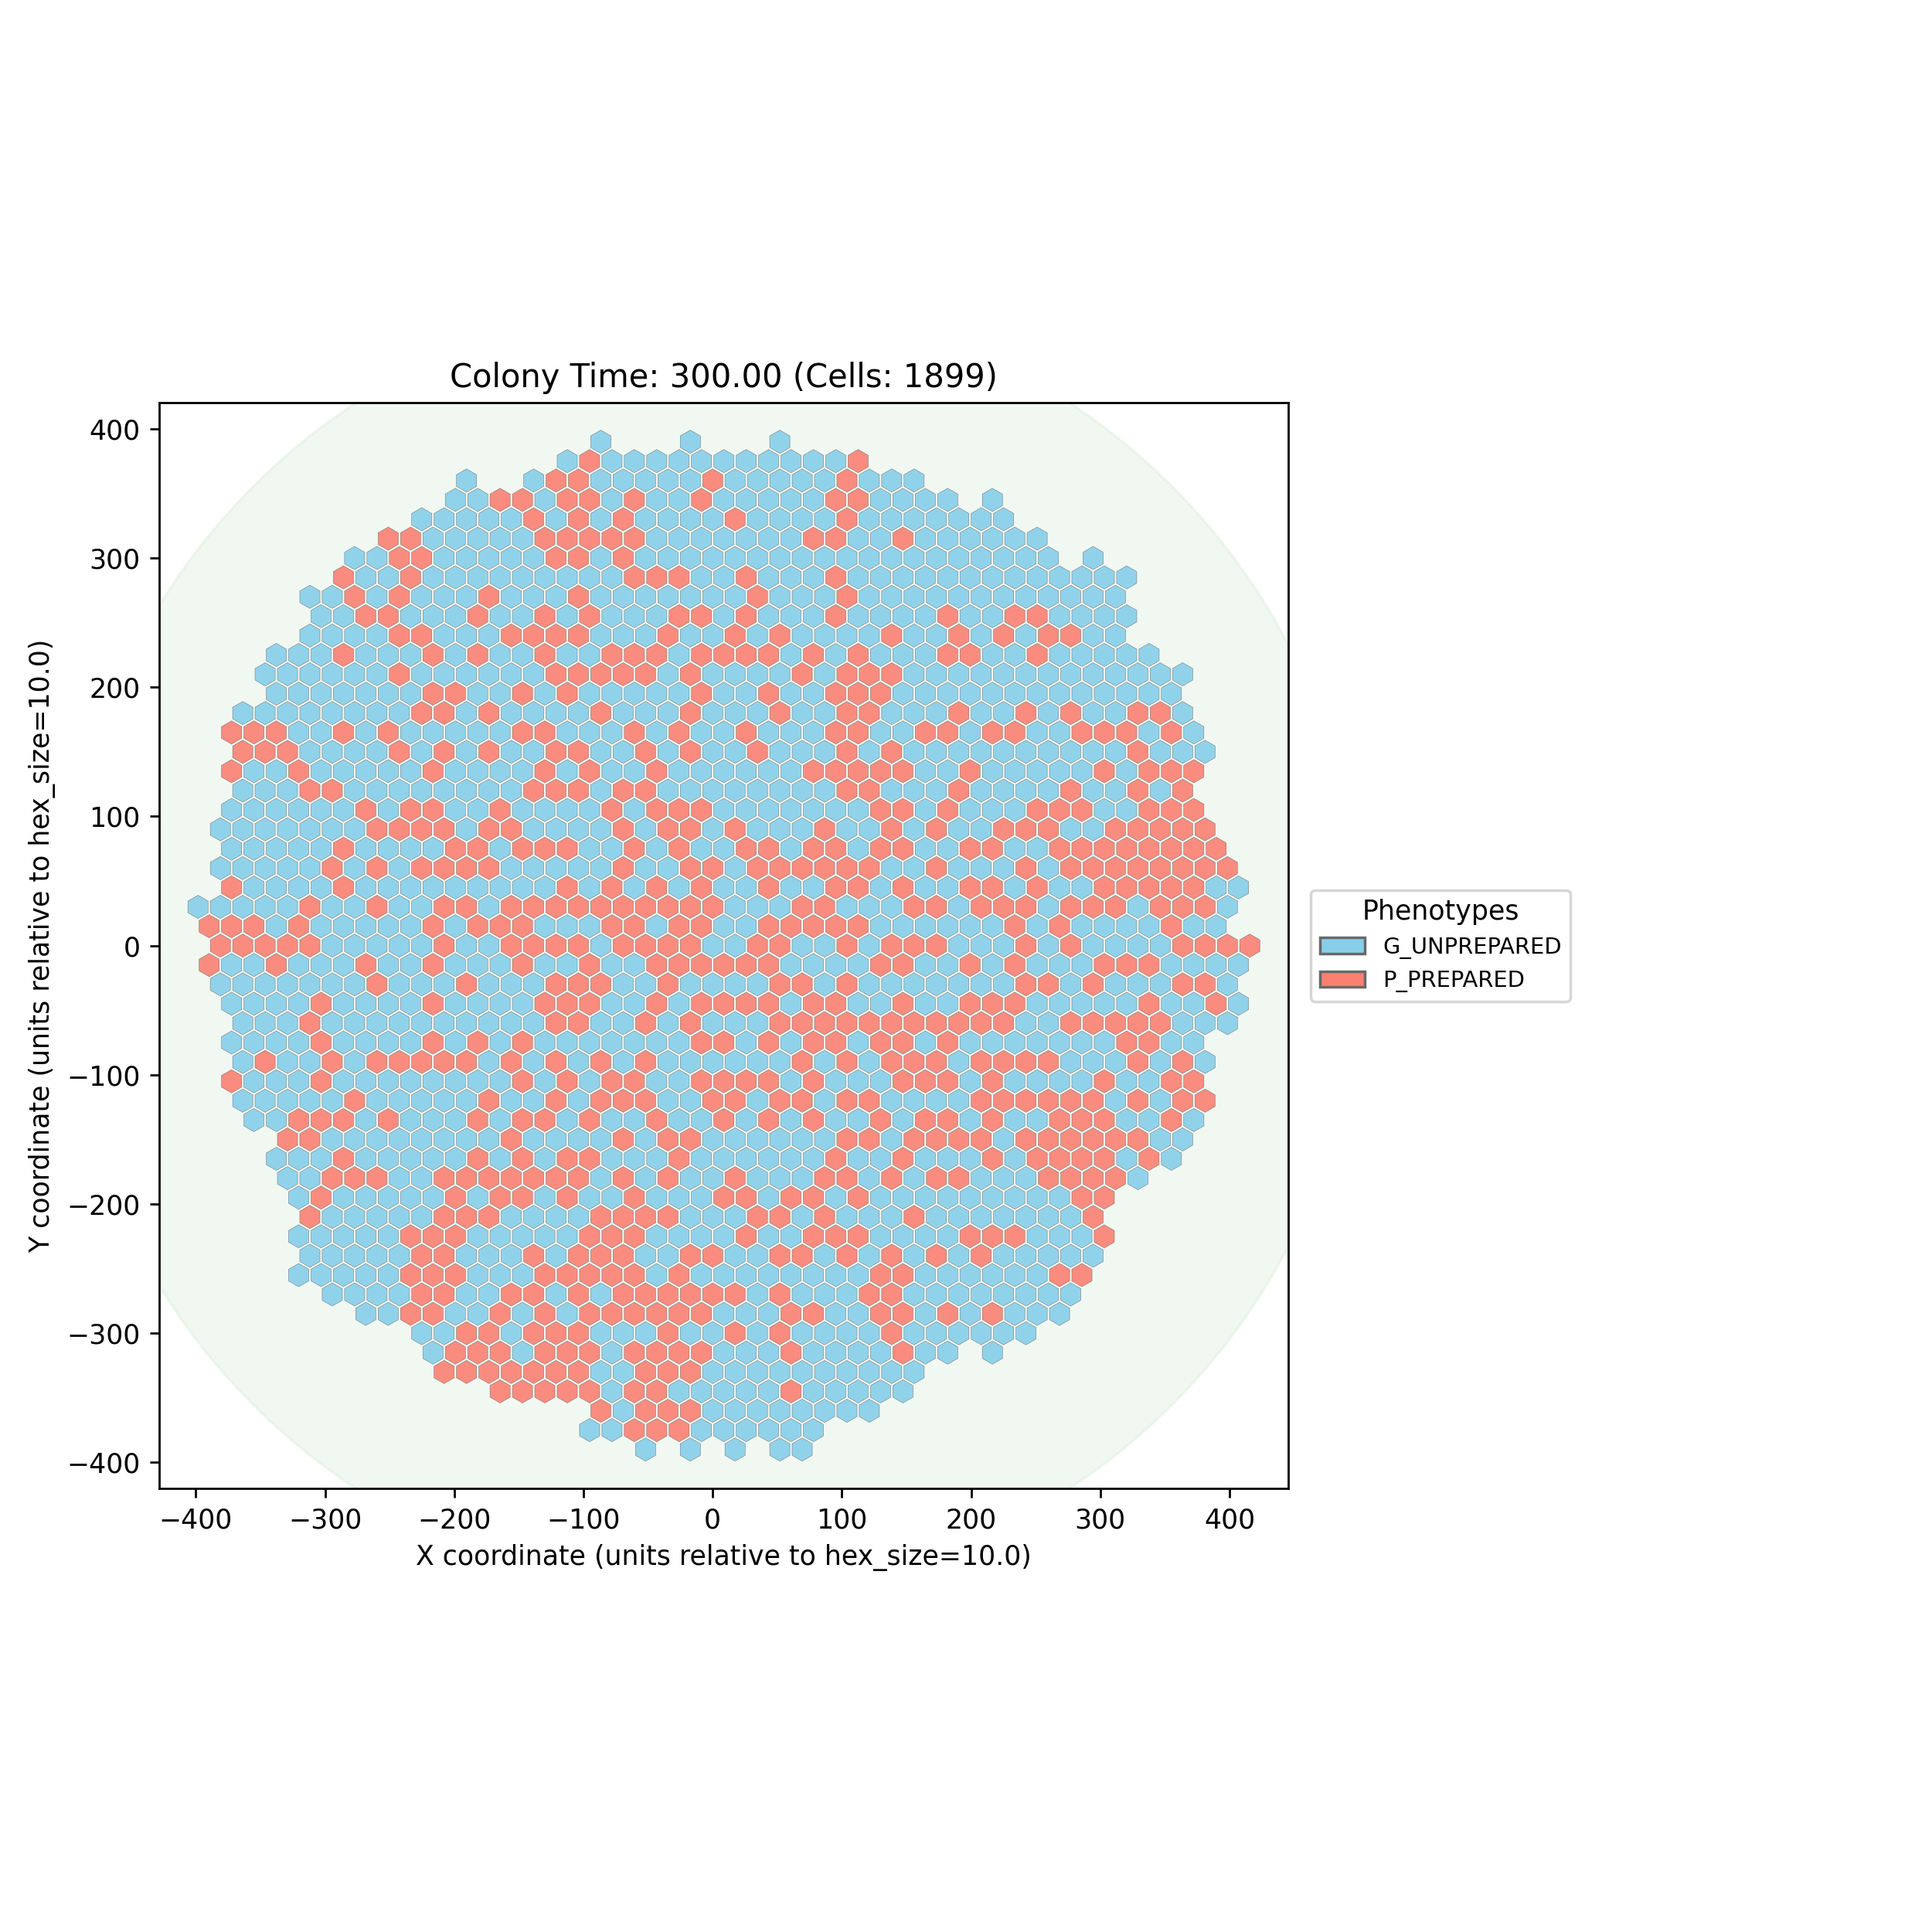 Colony Time: 300.00 (Cells: 1899)
400
300
200
100
0
−100
−200
−300
−400
Y coordinate (units relative to hex_size=10.0)
−400 −300 −200 −100 0 100 200 300 400
X coordinate (units relative to hex_size=10.0)
Phenotypes
G_UNPREPARED
P_PREPARED